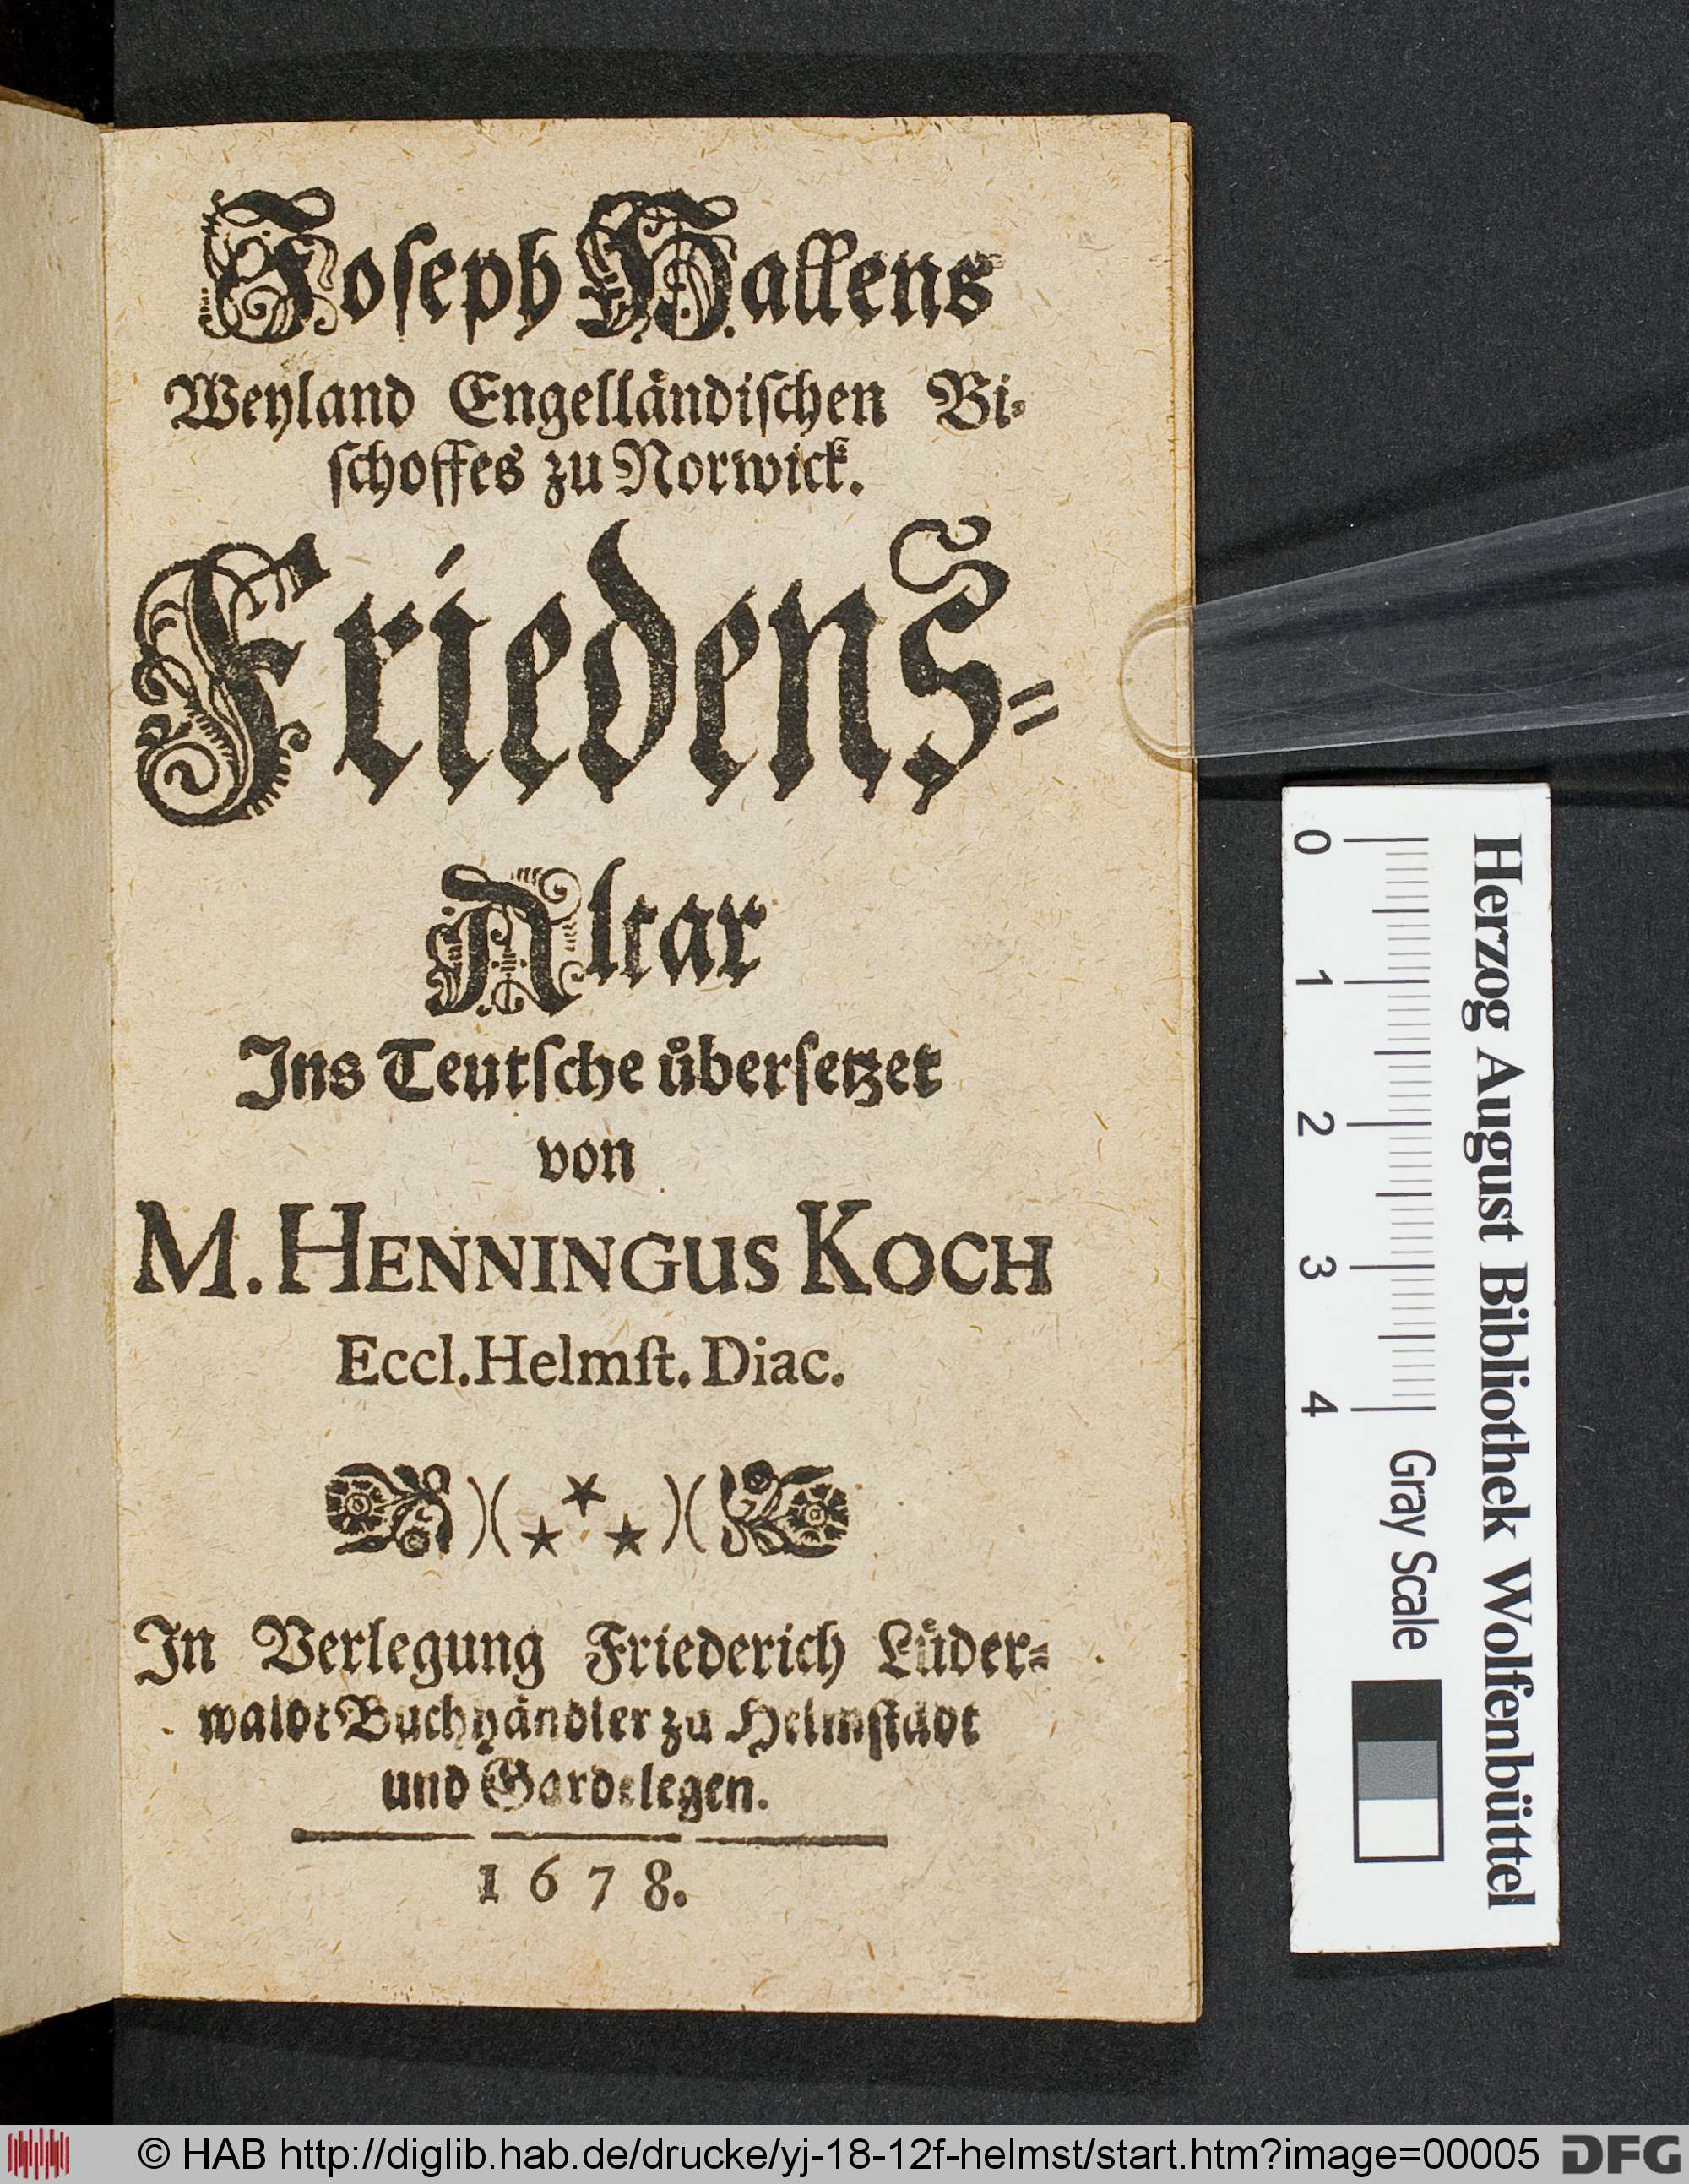 Joseph Hallens
Weyland Engelländischen Bi-
schoffes zu Norwick.
Friedens-
Altar
Ins Teutsche übersetzet
von
M. HENNINGUS KOCH
Eccl. Helmst. Diac.
)( * * * )(
In Verlegung Friederich Lüder-
waldt Buchhändler zu Helmstädt
und Gardelegen.
1678.
Herzog August Bibliothek Wolfenbüttel
0 1 2 3 4 Gray Scale
© HAB http://diglib.hab.de/drucke/yj-18-12f-helmst/start.htm?image=00005 DFG